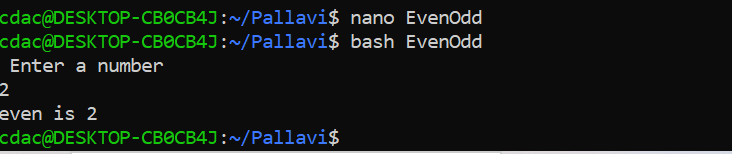 cdac@DESKTOP-CB0CB4J:~/Pallavi$ nano EvenOdd
cdac@DESKTOP-CB0CB4J:~/Pallavi$ bash EvenOdd
 Enter a number
2
even is 2
cdac@DESKTOP-CB0CB4J:~/Pallavi$